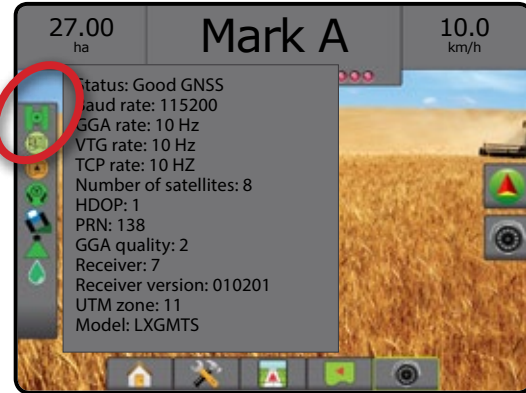 27.00
ha
Mark A
10.0
km/h
Status: Good GNSS
Baud rate: 115200
GGA rate: 10 Hz
VTG rate: 10 Hz
TCP rate: 10 HZ
Number of satellites: 8
HDOP: 1
PRN: 138
GGA quality: 2
Receiver: 7
Receiver version: 010201
UTM zone: 11
Model: LXGMTS